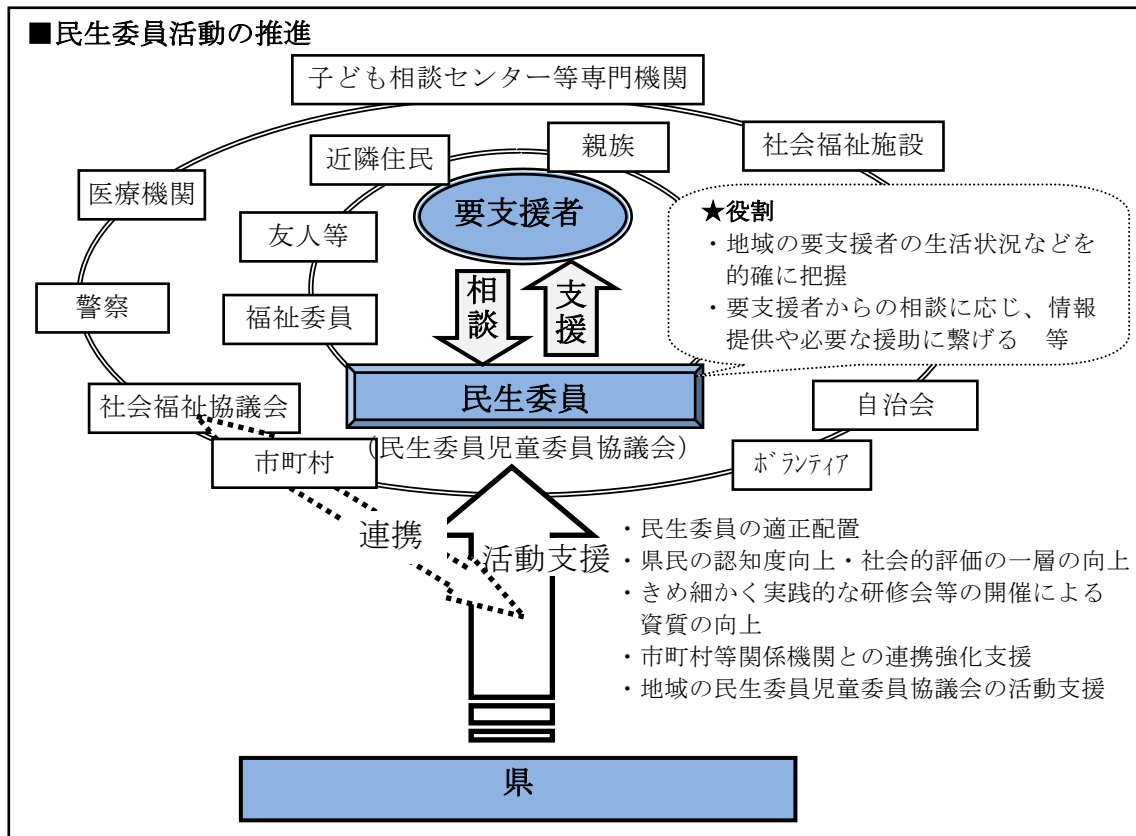 ■民生委員活動の推進
子ども相談センター等専門機関
親族
社会福祉施設
近隣住民
医療機関
要支援者
★役割
・地域の要支援者の生活状況などを
的確に把握
・要支援者からの相談に応じ、情報
提供や必要な援助に繋げる　等
友人等
相談
支援
警察
福祉委員
民生委員
社会福祉協議会
自治会
(民生委員児童委員協議会)
市町村
ﾎﾞﾗﾝﾃｨｱ
連携
活動支援
・民生委員の適正配置
・県民の認知度向上・社会的評価の一層の向上
・きめ細かく実践的な研修会等の開催による
資質の向上
・市町村等関係機関との連携強化支援
・地域の民生委員児童委員協議会の活動支援
県